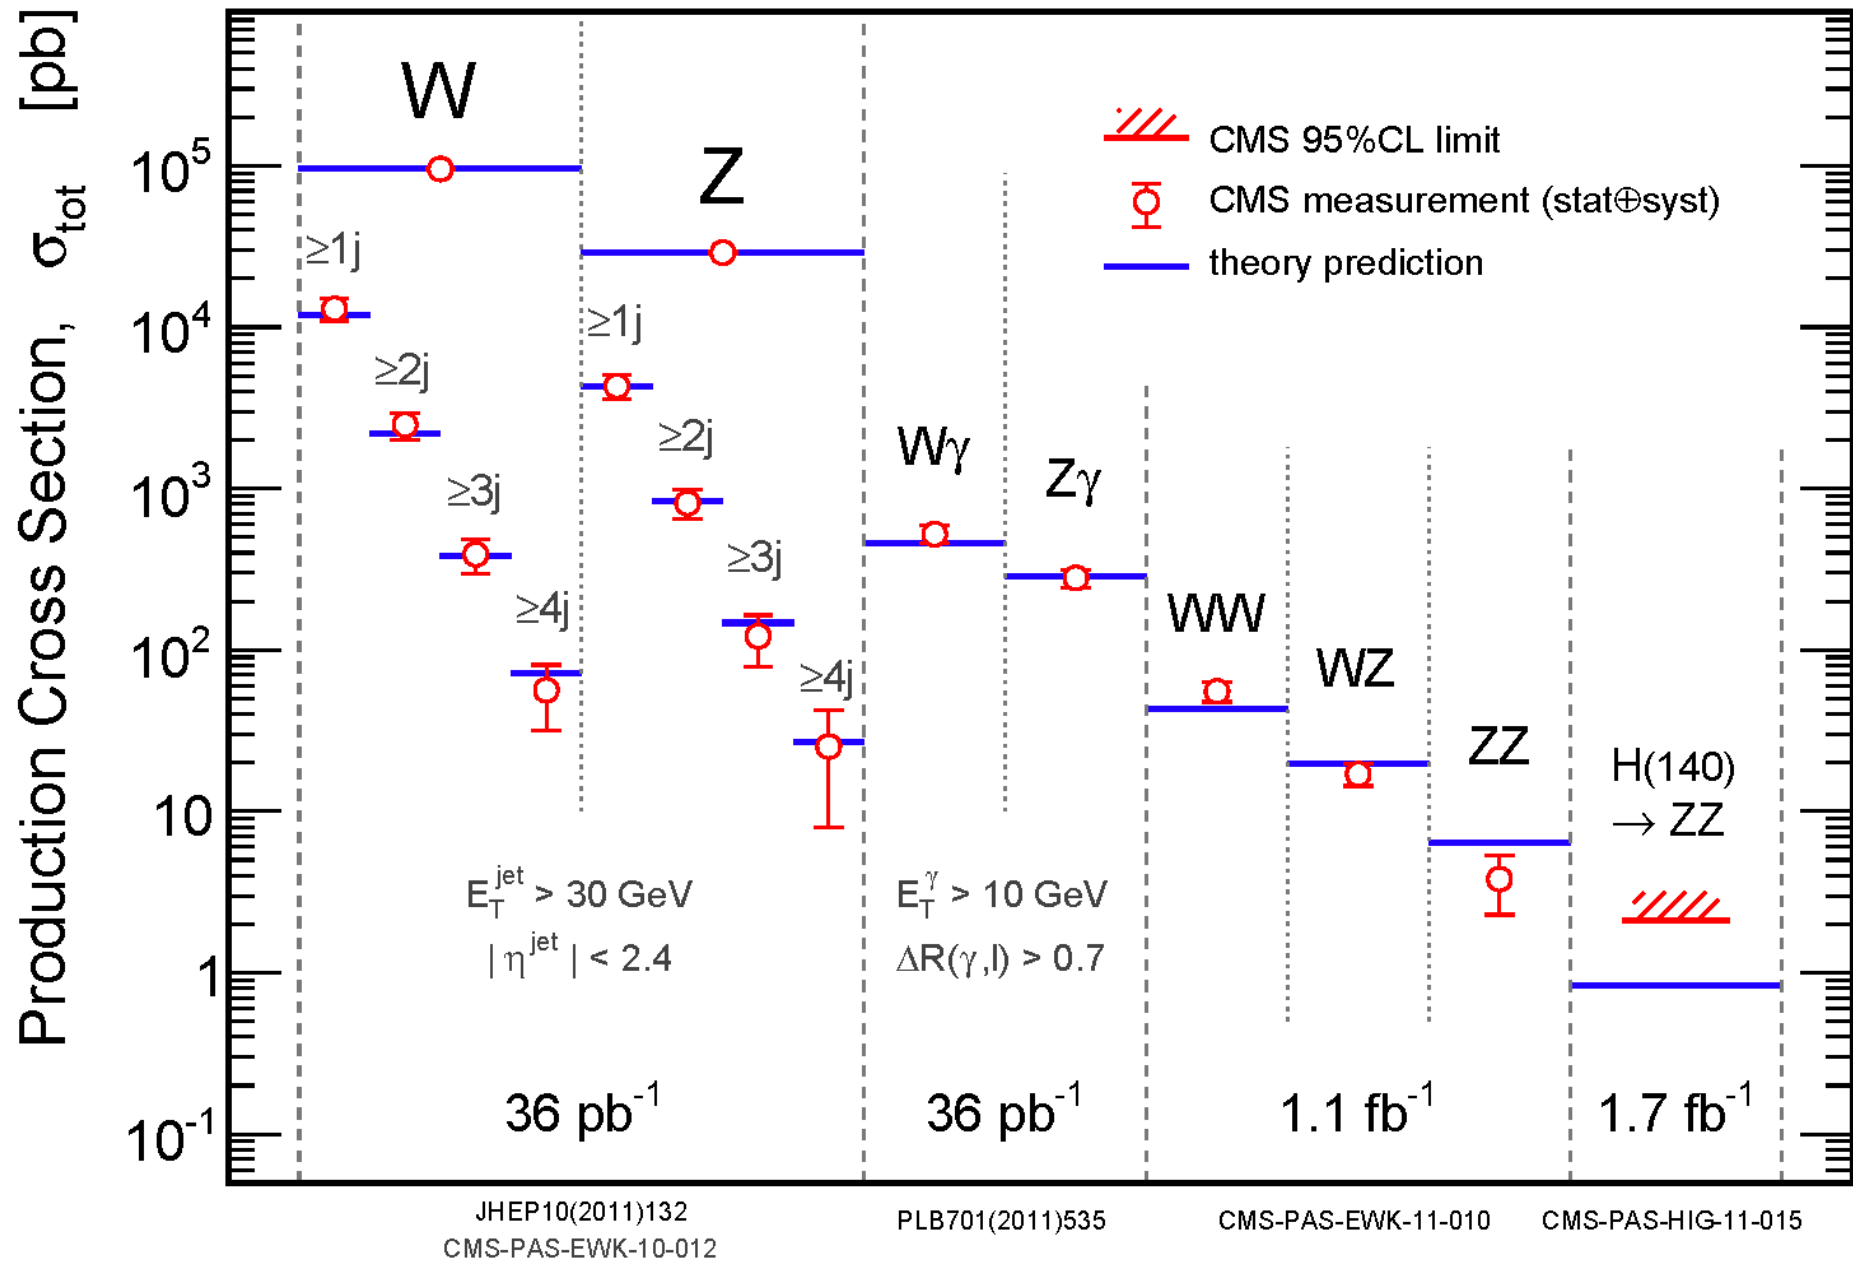 Production Cross Section, σtot [pb]
10^5
10^4
10^3
10^2
10
1
10^-1
W
≥1j
≥2j
≥3j
≥4j
Z
≥1j
≥2j
≥3j
≥4j
Wγ
Zγ
WW
WZ
ZZ
H(140)
→ ZZ
CMS 95%CL limit
CMS measurement (stat⊕syst)
theory prediction
E_T^jet > 30 GeV
| η^jet | < 2.4
E_T^γ > 10 GeV
ΔR(γ,l) > 0.7
36 pb^-1
36 pb^-1
1.1 fb^-1
1.7 fb^-1
JHEP10(2011)132
CMS-PAS-EWK-10-012
PLB701(2011)535
CMS-PAS-EWK-11-010
CMS-PAS-HIG-11-015